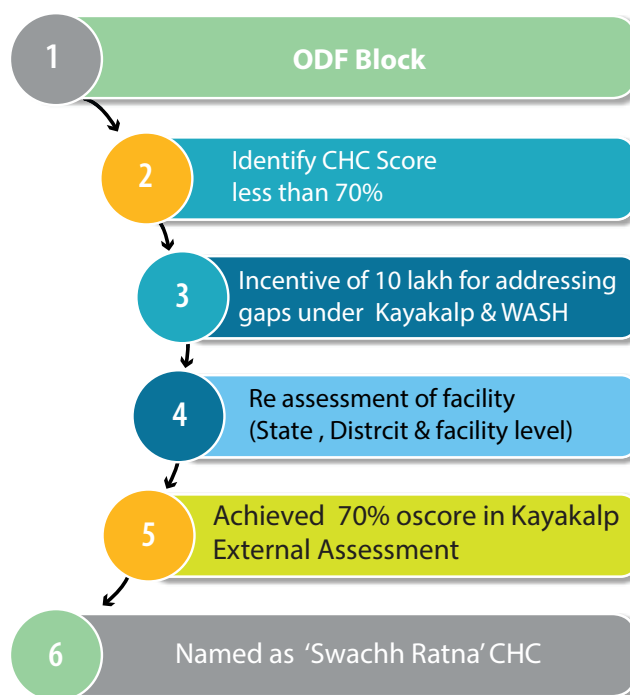 1
ODF Block
2
Identify CHC Score
less than 70%
3
Incentive of 10 lakh for addressing
gaps under Kayakalp & WASH
4
Re assessment of facility
(State , Distrcit & facility level)
5
Achieved 70% oscore in Kayakalp
External Assessment
6
Named as ‘Swachh Ratna’ CHC